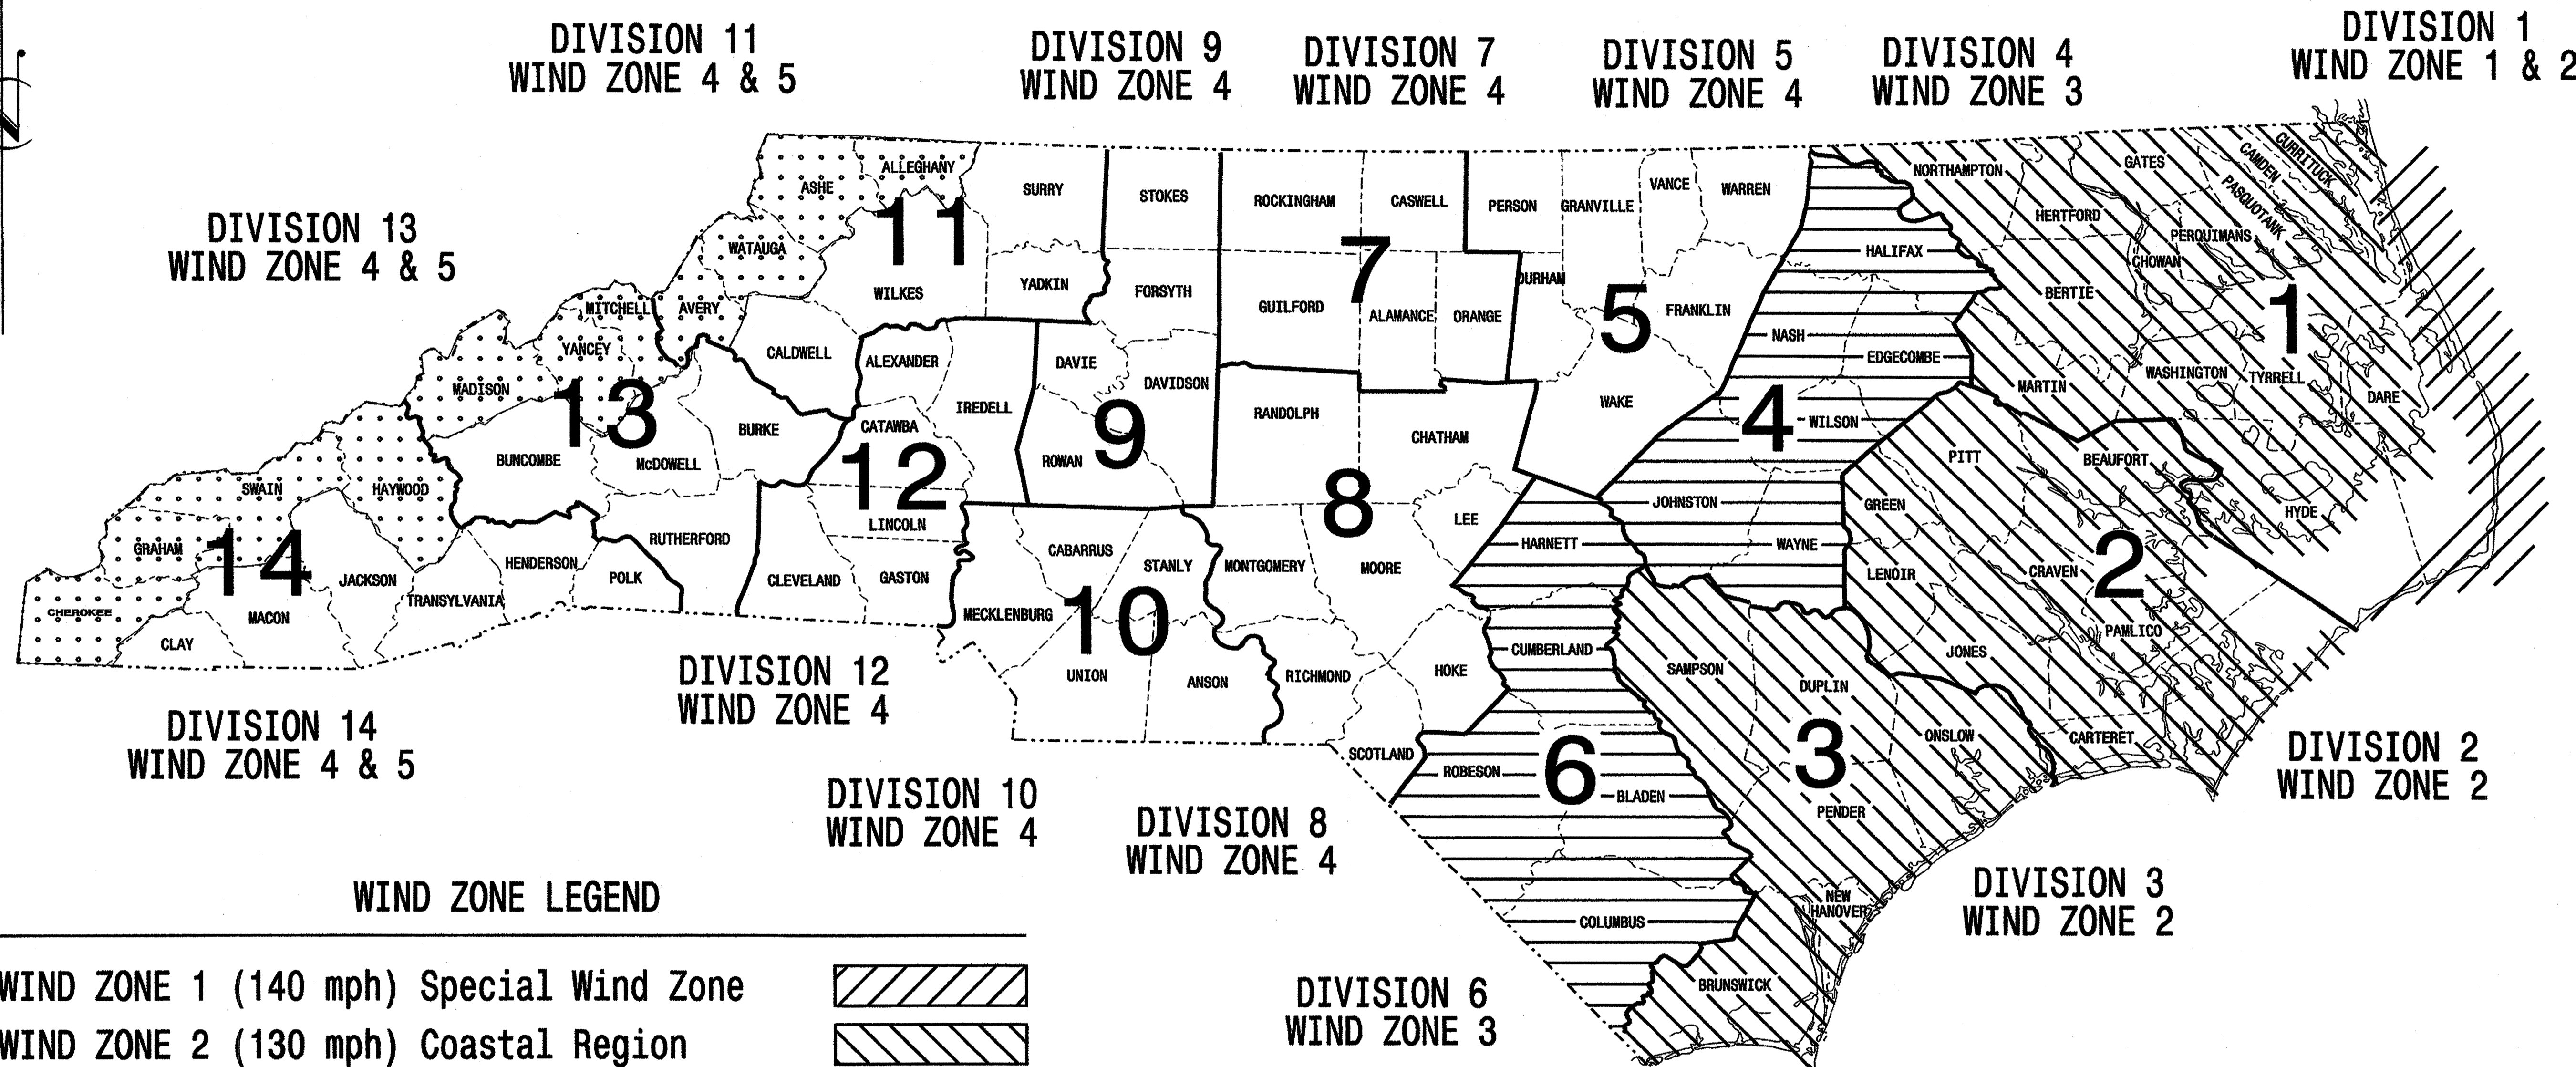 DIVISION 11
WIND ZONE 4 & 5
DIVISION 9
WIND ZONE 4
DIVISION 7
WIND ZONE 4
DIVISION 5
WIND ZONE 4
DIVISION 4
WIND ZONE 3
DIVISION 1
WIND ZONE 1 & 2
DIVISION 13
WIND ZONE 4 & 5
N
ASHE
ALLEGHANY
SURRY
STOKES
ROCKINGHAM
CASWELL
PERSON
GRANVILLE
VANCE
WARREN
NORTHAMPTON
GATES
CAMDEN
CURRITUCK
PASQUOTANK
HERTFORD
PERQUIMANS
CHOWAN
WATAUGA
11
WILKES
YADKIN
FORSYTH
GUILFORD
7
ALAMANCE
ORANGE
DURHAM
5
FRANKLIN
HALIFAX
NASH
EDGECOMBE
BERTIE
1
MITCHELL
AVERY
YANCEY
MADISON
13
CALDWELL
ALEXANDER
IREDELL
DAVIE
DAVIDSON
RANDOLPH
CHATHAM
WAKE
4
WILSON
MARTIN
WASHINGTON
TYRRELL
DARE
BUNCOMBE
McDOWELL
BURKE
CATAWBA
12
LINCOLN
ROWAN
9
8
LEE
JOHNSTON
PITT
BEAUFORT
GREEN
HYDE
SWAIN
HAYWOOD
GRAHAM
14
JACKSON
HENDERSON
RUTHERFORD
POLK
CLEVELAND
GASTON
CABARRUS
STANLY
MONTGOMERY
MOORE
HARNETT
WAYNE
LENOIR
CRAVEN
2
CHEROKEE
CLAY
MACON
TRANSYLVANIA
MECKLENBURG
10
UNION
ANSON
RICHMOND
HOKE
CUMBERLAND
SAMPSON
DUPLIN
JONES
PAMLICO
SCOTLAND
ROBESON
6
BLADEN
3
PENDER
ONSLOW
CARTERET
COLUMBUS
NEW
HANOVER
BRUNSWICK
DIVISION 14
WIND ZONE 4 & 5
DIVISION 12
WIND ZONE 4
DIVISION 10
WIND ZONE 4
DIVISION 8
WIND ZONE 4
DIVISION 2
WIND ZONE 2
DIVISION 3
WIND ZONE 2
DIVISION 6
WIND ZONE 3
WIND ZONE LEGEND
WIND ZONE 1 (140 mph) Special Wind Zone
WIND ZONE 2 (130 mph) Coastal Region